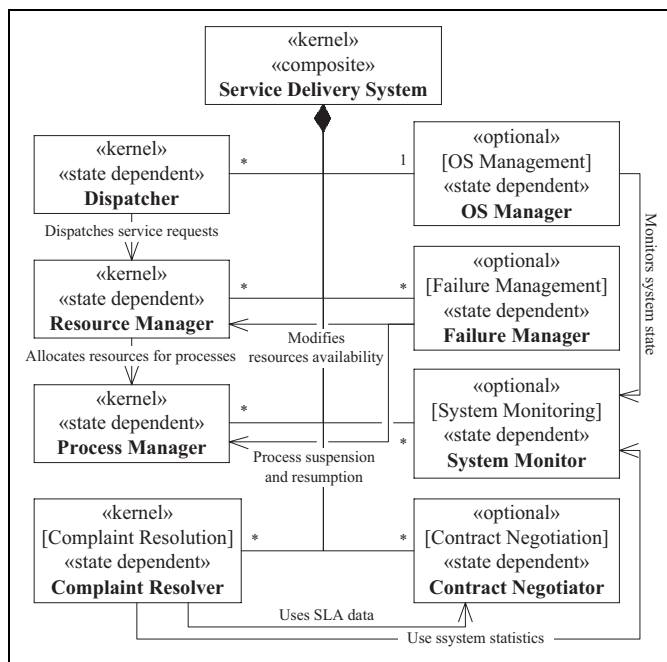 «kernel»
«composite»
Service Delivery System
«kernel»
«state dependent»
Dispatcher
*
1
«optional»
[OS Management]
«state dependent»
OS Manager
Dispatches service requests
Monitors system state
«kernel»
«state dependent»
Resource Manager
*
*
«optional»
[Failure Management]
«state dependent»
Failure Manager
Modifies
resources availability
Allocates resources for processes
«kernel»
«state dependent»
Process Manager
*
*
«optional»
[System Monitoring]
«state dependent»
System Monitor
Process suspension
and resumption
«kernel»
[Complaint Resolution]
«state dependent»
Complaint Resolver
*
*
«optional»
[Contract Negotiation]
«state dependent»
Contract Negotiator
Uses SLA data
Use ssystem statistics